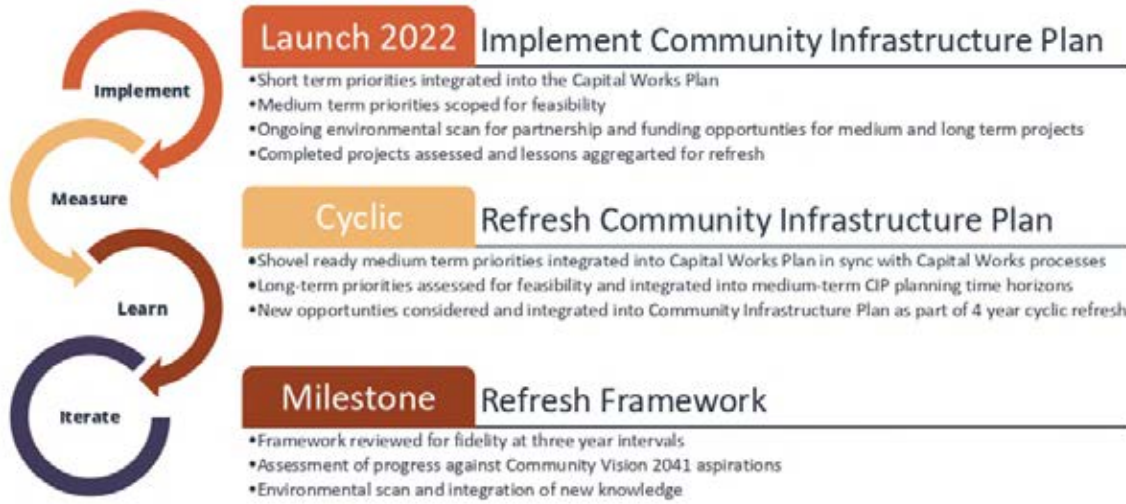 Implement
Measure
Learn
Iterate
Launch 2022 Implement Community Infrastructure Plan
•Short term priorities integrated into the Capital Works Plan
•Medium term priorities scoped for feasibility
•Ongoing environmental scan for partnership and funding opportunties for medium and long term projects
•Completed projects assessed and lessons aggregarted for refresh
Cyclic Refresh Community Infrastructure Plan
•Shovel ready medium term priorities integrated into Capital Works Plan in sync with Capital Works processes
•Long-term priorities assessed for feasibility and integrated into medium-term CIP planning time horizons
•New opportunties considered and integrated into Community Infrastructure Plan as part of 4 year cyclic refresh
Milestone Refresh Framework
•Framework reviewed for fidelity at three year intervals
•Assessment of progress against Community Vision 2041 aspirations
•Environmental scan and integration of new knowledge